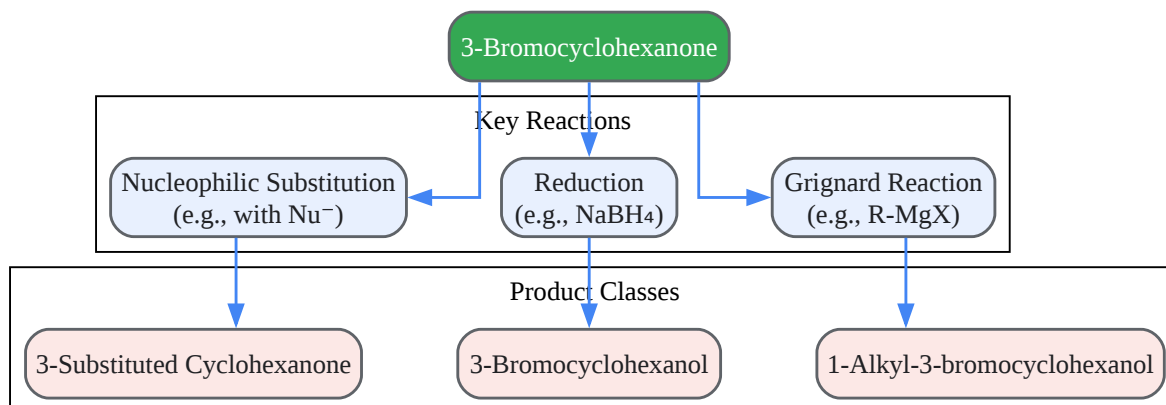 3-Bromocyclohexanone
Key Reactions
Nucleophilic Substitution
(e.g., with Nu⁻)
Reduction
(e.g., NaBH₄)
Grignard Reaction
(e.g., R-MgX)
Product Classes
3-Substituted Cyclohexanone
3-Bromocyclohexanol
1-Alkyl-3-bromocyclohexanol